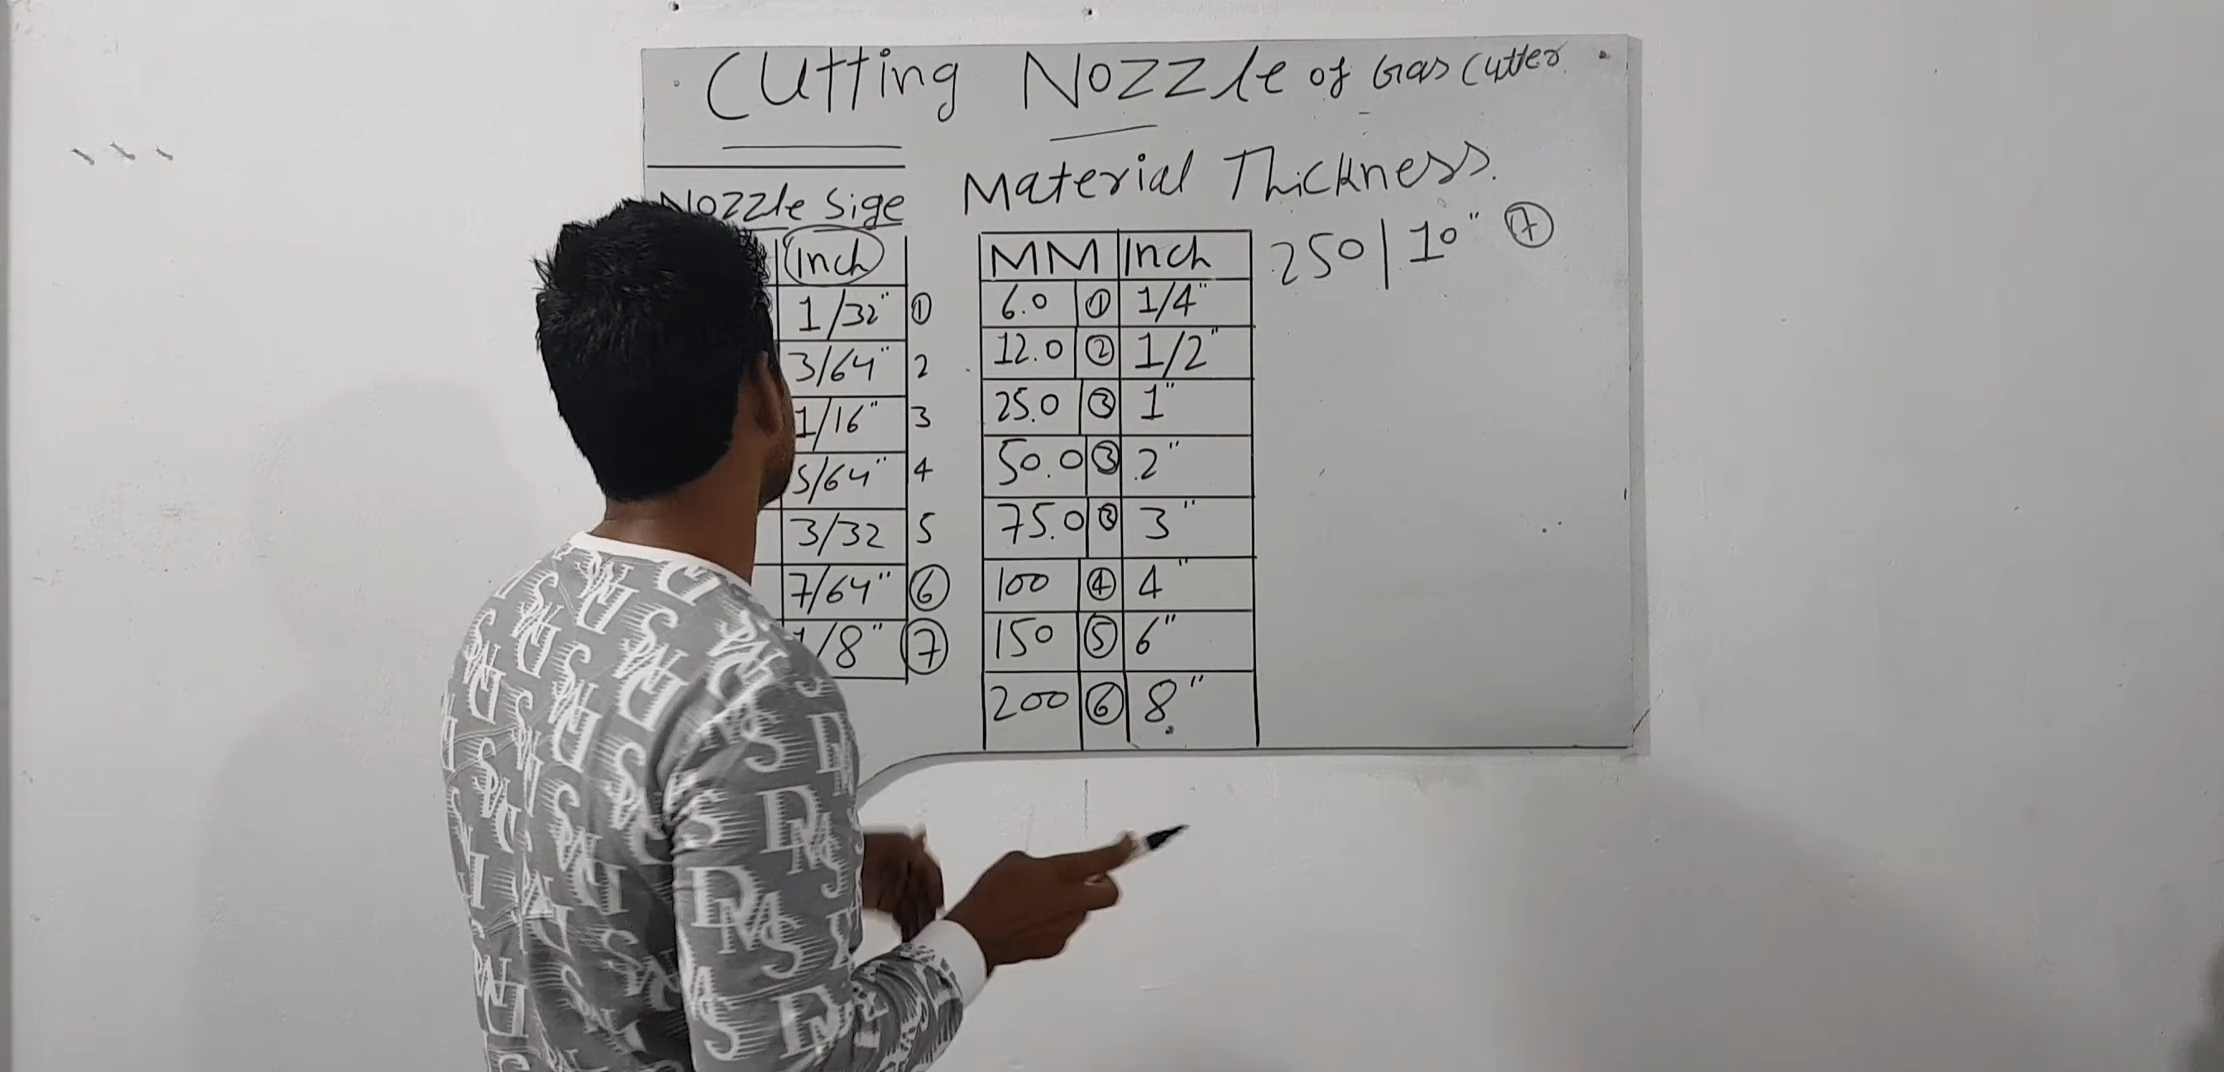 Cutting Nozzle of Gas Cutter
Nozzle Sige
Inch
1/32" ①
3/64" 2
1/16" 3
5/64" 4
3/32 5
7/64" ⑥
1/8" ⑦
Material Thickness.
MM Inch
6.0 ① 1/4"
12.0 ② 1/2"
25.0 ③ 1"
50.0 ③ 2"
75.0 ③ 3"
100 ④ 4"
150 ⑤ 6"
200 ⑥ 8"
250 | 10" ⑦